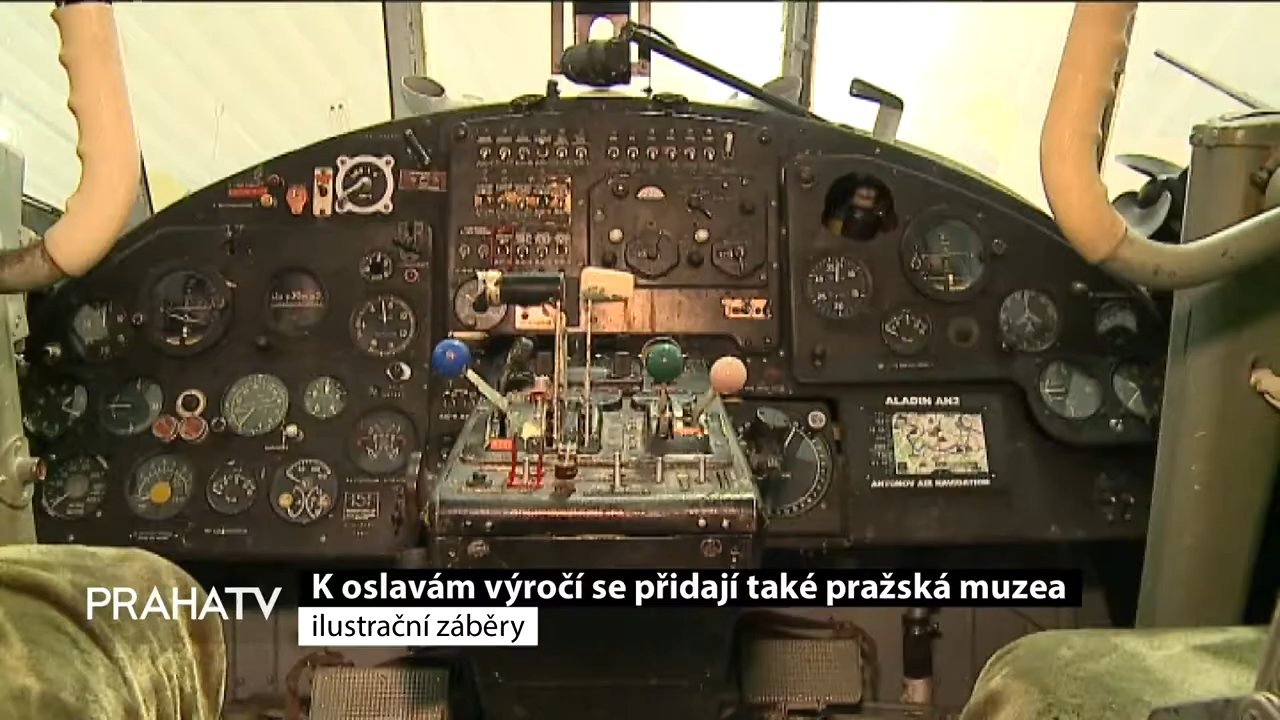 ALADIN AN2
ANTONOV AIR NAVIGATION
PRAHATV
K oslavám výročí se přidají také pražská muzea
ilustrační záběry